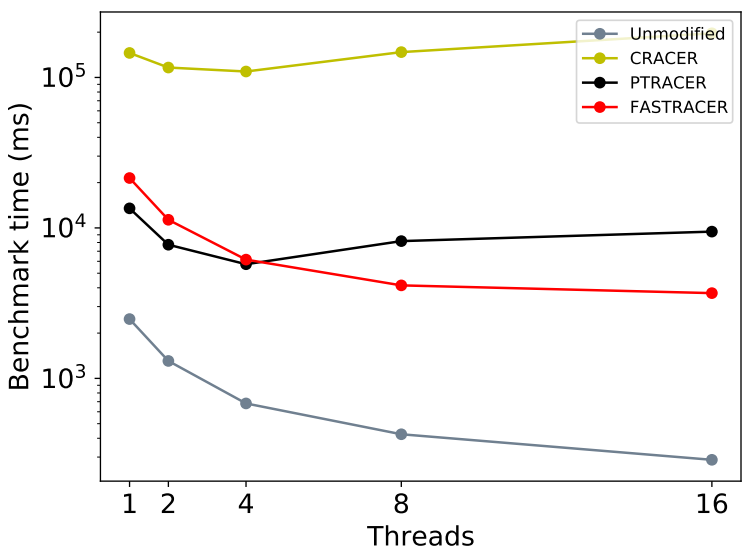 Benchmark time (ms)
10^5
10^4
10^3
Unmodified
CRACER
PTRACER
FASTRACER
1 2 4 8 16
Threads